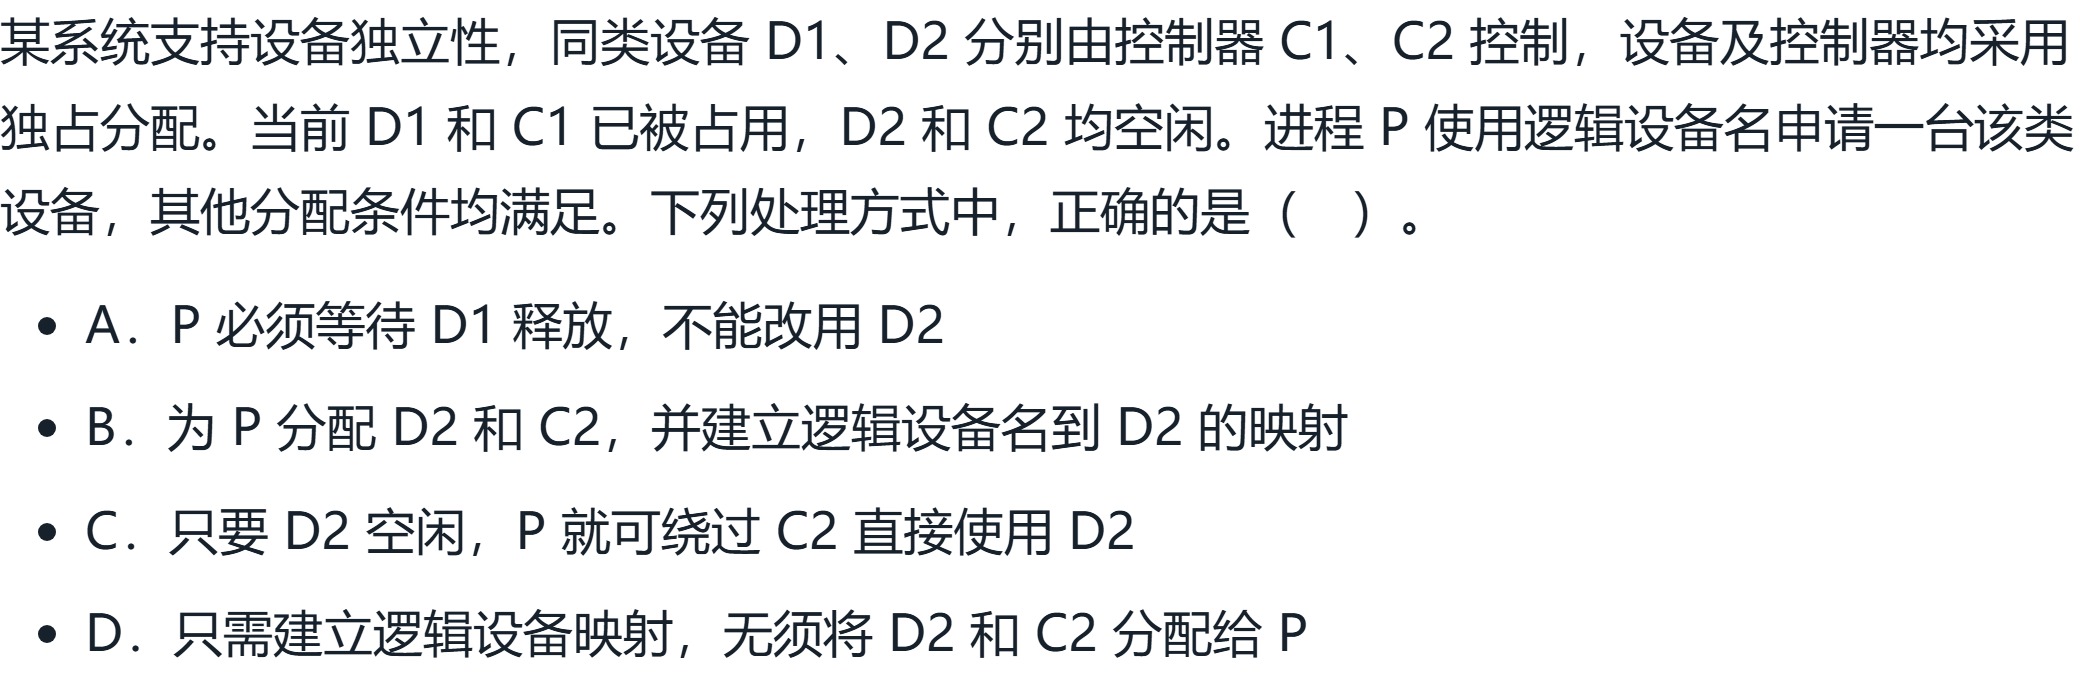 某系统支持设备独立性，同类设备 D1、D2 分别由控制器 C1、C2 控制，设备及控制器均采用
独占分配。当前 D1 和 C1 已被占用，D2 和 C2 均空闲。进程 P 使用逻辑设备名申请一台该类
设备，其他分配条件均满足。下列处理方式中，正确的是（　）。
• A．P 必须等待 D1 释放，不能改用 D2
• B．为 P 分配 D2 和 C2，并建立逻辑设备名到 D2 的映射
• C．只要 D2 空闲，P 就可绕过 C2 直接使用 D2
• D．只需建立逻辑设备映射，无须将 D2 和 C2 分配给 P